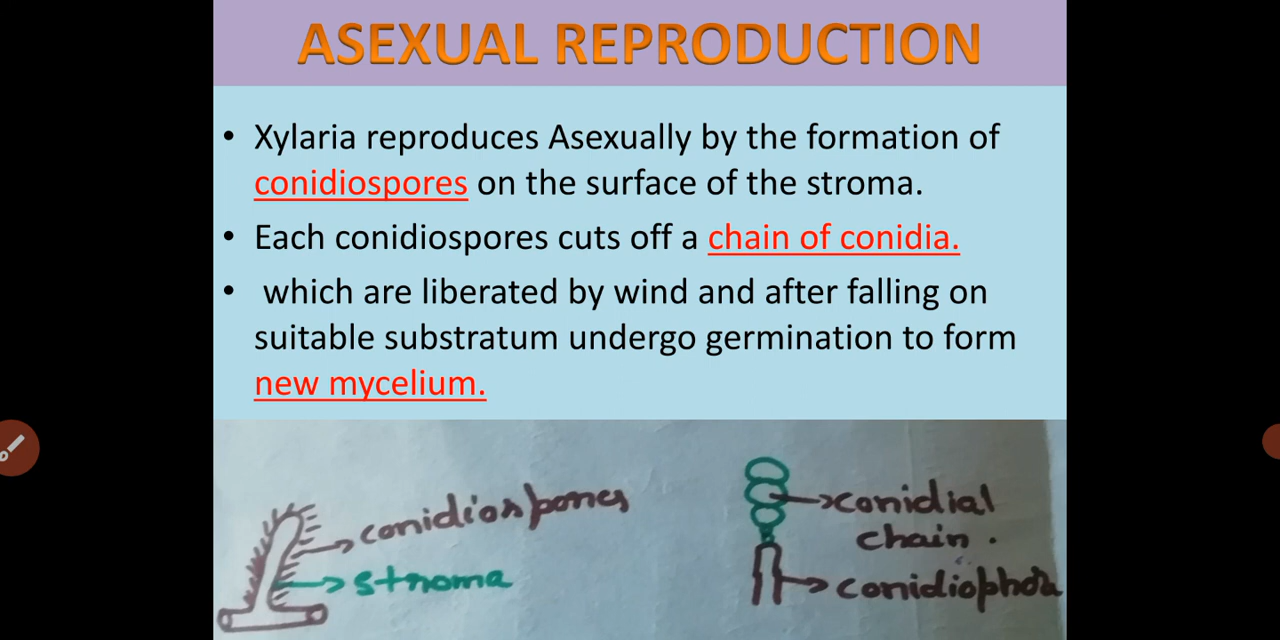 ASEXUAL REPRODUCTION
• Xylaria reproduces Asexually by the formation of
conidiospores on the surface of the stroma.
• Each conidiospores cuts off a chain of conidia.
• which are liberated by wind and after falling on
suitable substratum undergo germination to form
new mycelium.
conidiospores
stroma
conidial
chain.
conidiophore